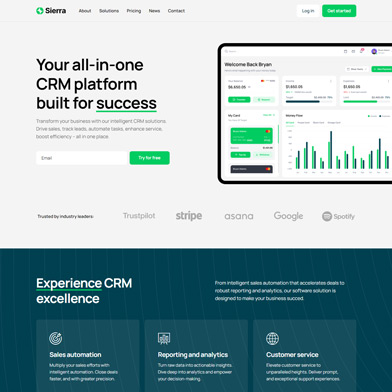 Sierra
About Solutions Pricing News Contact
Log in
Get started
Your all-in-one
CRM platform
built for success
Transform your business with our intelligent CRM solutions.
Drive sales, track leads, automate tasks, enhance service,
boost efficiency - all in one place.
Email
Try for free
Welcome Back Bryan
$6,650.05
$1,650.05
$1,650.05
My Card
Money Flow
Trusted by industry leaders:
Trustpilot
stripe
asana
Google
Spotify
Experience CRM
excellence
From intelligent sales automation that accelerates deals to
robust reporting and analytics, our software solution is
designed to make your business succeed.
Sales automation
Multiply your sales efforts with
intelligent automation. Close deals
faster, and with greater precision.
Reporting and analytics
Turn raw data into actionable insights
Dive deep into analytics and empower
your decision-making.
Customer service
Elevate customer service to
unparalleled heights. Deliver prompt,
and exceptional support experiences.